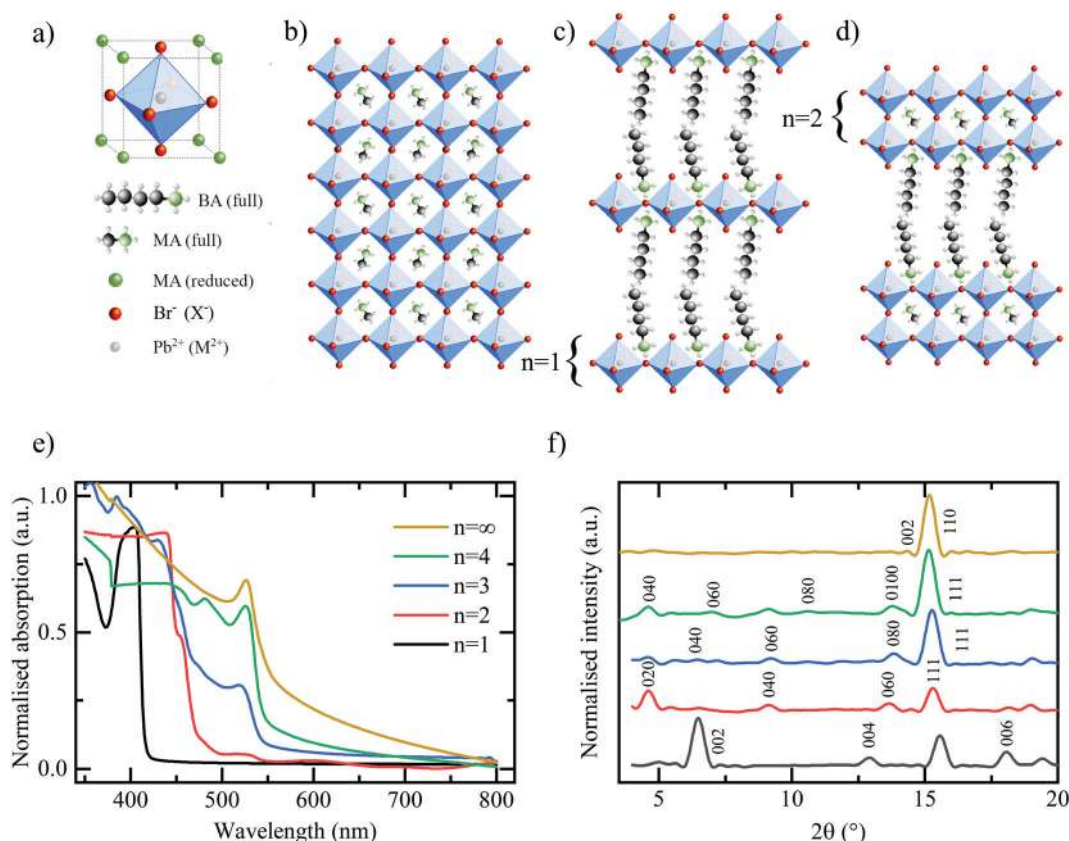 a)
b)
c)
d)
BA (full)
MA (full)
MA (reduced)
Br⁻ (X⁻)
Pb²⁺ (M²⁺)
n=1
n=2
e)
Normalised absorption (a.u.)
1.0
0.5
0.0
n=∞
n=4
n=3
n=2
n=1
400
500
600
700
800
Wavelength (nm)
f)
Normalised intensity (a.u.)
002
110
040
060
080
0100
111
040
060
080
111
020
040
060
111
002
004
006
5
10
15
20
2θ (°)